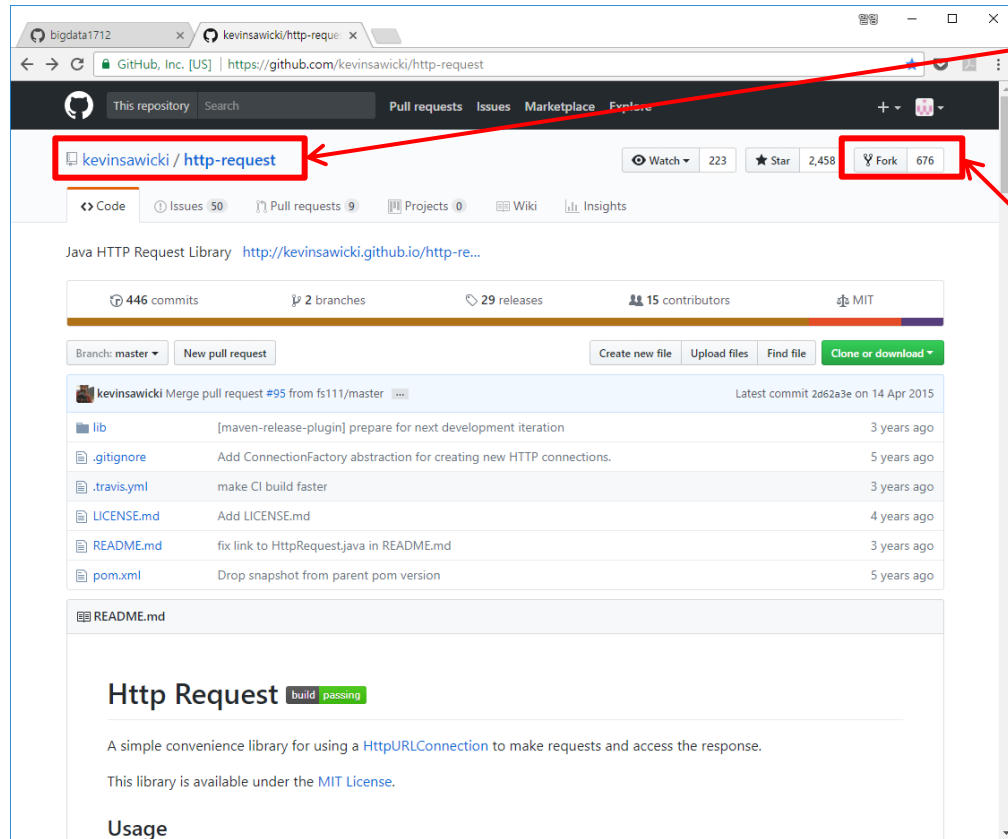 bigdata1712
kevinsawicki/http-reque
GitHub, Inc. [US] | https://github.com/kevinsawicki/http-request
This repository Search Pull requests Issues Marketplace Explore
kevinsawicki / http-request Watch 223 Star 2,458 Fork 676
Code Issues 50 Pull requests 9 Projects 0 Wiki Insights
Java HTTP Request Library http://kevinsawicki.github.io/http-re...
446 commits 2 branches 29 releases 15 contributors MIT
Branch: master New pull request Create new file Upload files Find file Clone or download
kevinsawicki Merge pull request #95 from fs111/master ... Latest commit 2d62a3e on 14 Apr 2015
lib [maven-release-plugin] prepare for next development iteration 3 years ago
.gitignore Add ConnectionFactory abstraction for creating new HTTP connections. 5 years ago
.travis.yml make CI build faster 3 years ago
LICENSE.md Add LICENSE.md 4 years ago
README.md fix link to HttpRequest.java in README.md 3 years ago
pom.xml Drop snapshot from parent pom version 5 years ago
README.md
Http Request build passing
A simple convenience library for using a HttpURLConnection to make requests and access the response.
This library is available under the MIT License.
Usage